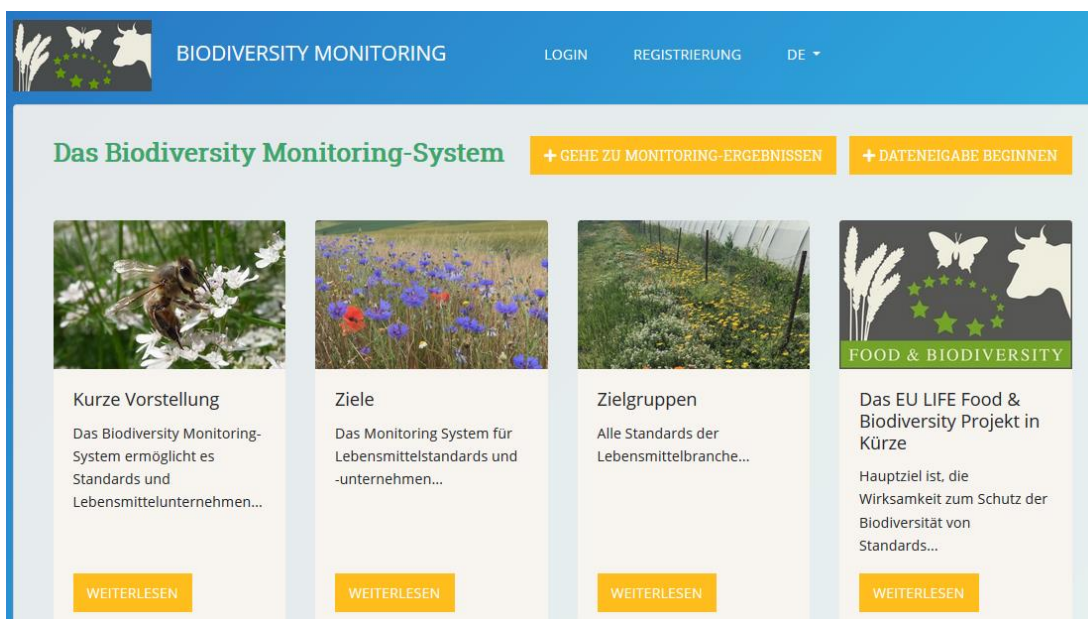 BIODIVERSITY MONITORING
LOGIN
REGISTRIERUNG
DE
Das Biodiversity Monitoring-System
+ GEHE ZU MONITORING-ERGEBNISSEN
+ DATENEIGABE BEGINNEN
Kurze Vorstellung
Das Biodiversity Monitoring-
System ermöglicht es
Standards und
Lebensmittelunternehmen...
WEITERLESEN
Ziele
Das Monitoring System für
Lebensmittelstandards und
-unternehmen...
WEITERLESEN
Zielgruppen
Alle Standards der
Lebensmittelbranche...
WEITERLESEN
FOOD & BIODIVERSITY
Das EU LIFE Food &
Biodiversity Projekt in
Kürze
Hauptziel ist, die
Wirksamkeit zum Schutz der
Biodiversität von
Standards...
WEITERLESEN